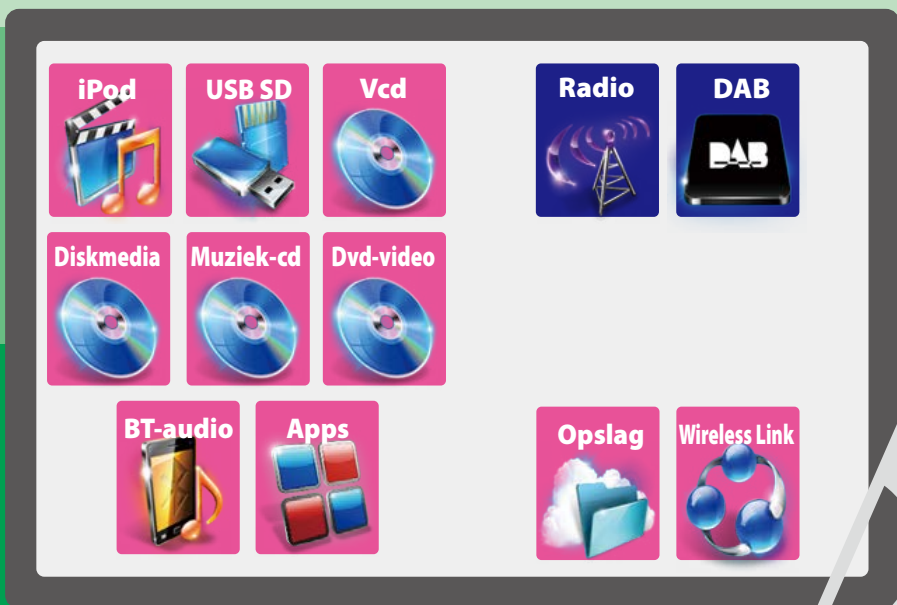 iPod
USB SD
Vcd
Radio
DAB
DAB
Diskmedia
Muziek-cd
Dvd-video
BT-audio
Apps
Opslag
Wireless Link